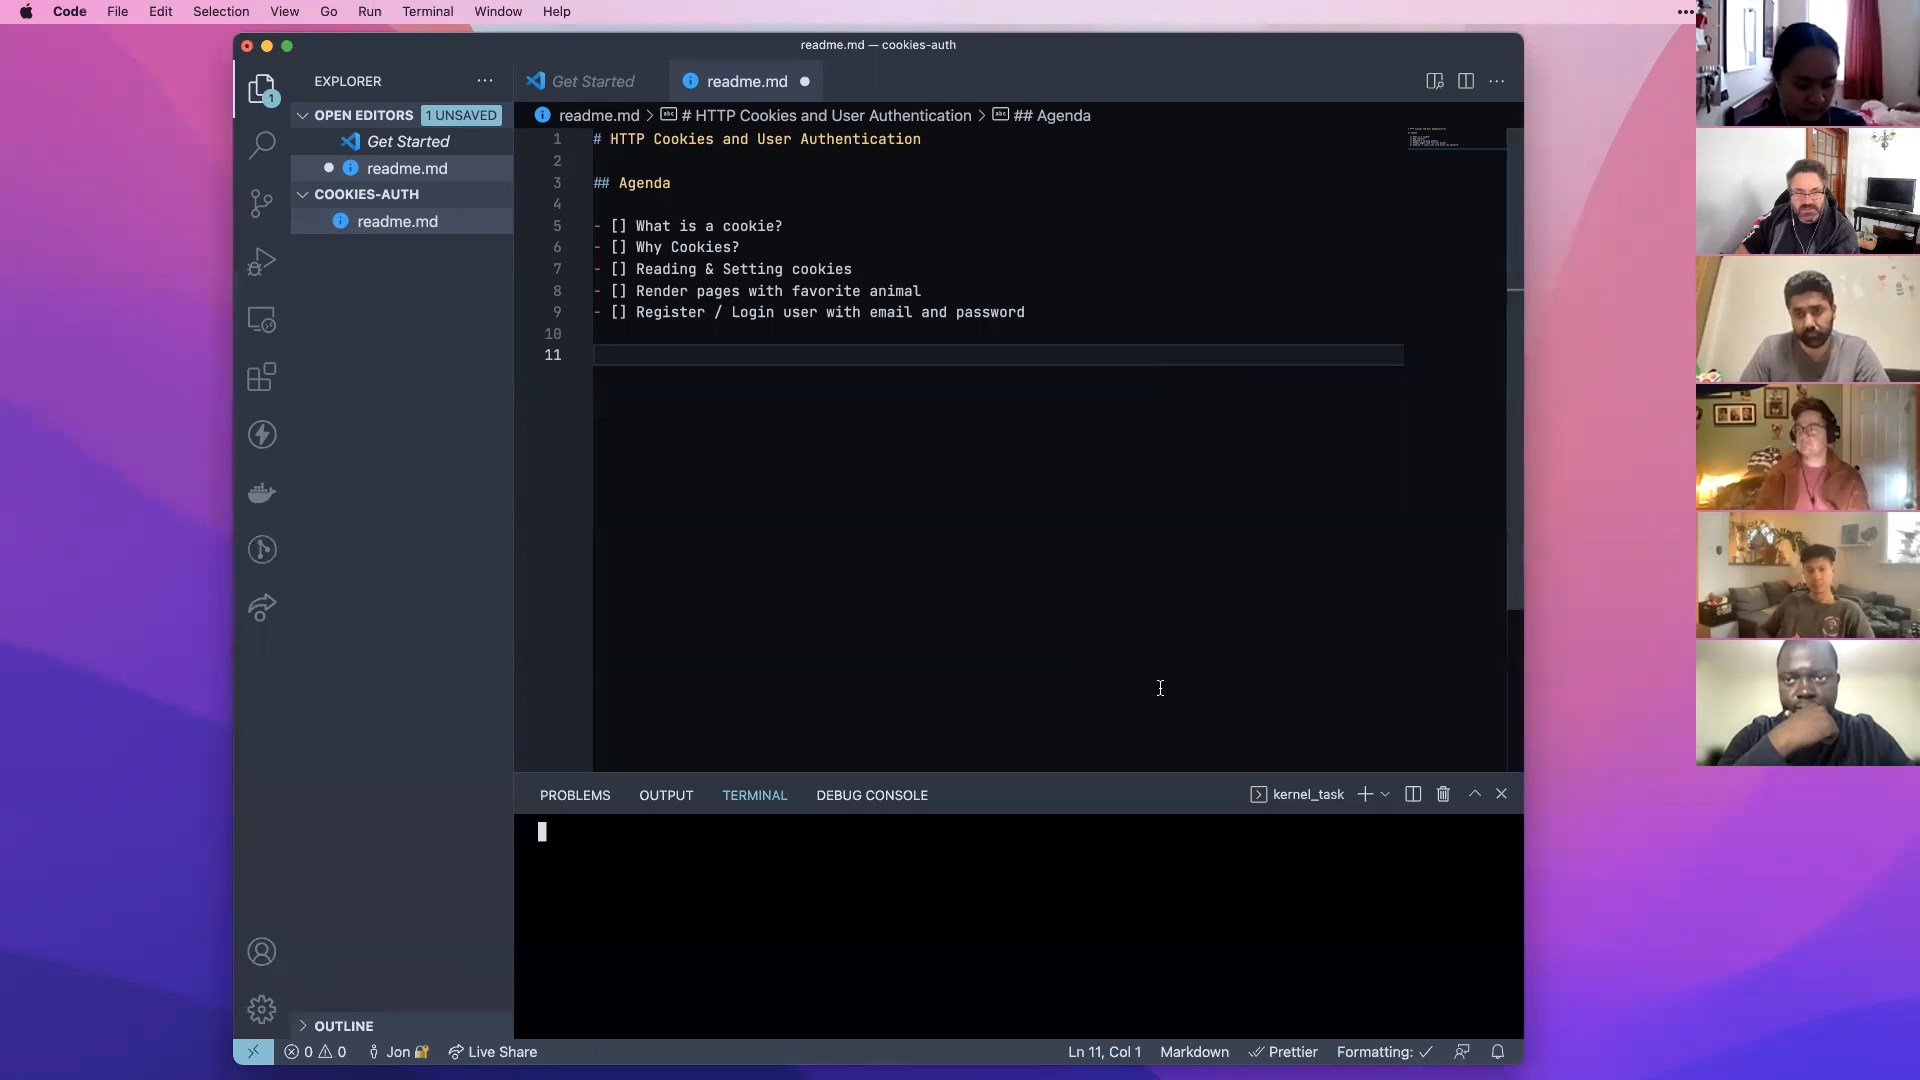 Code File Edit Selection View Go Run Terminal Window Help
readme.md — cookies-auth
EXPLORER
Get Started
readme.md
OPEN EDITORS 1 UNSAVED
readme.md > # HTTP Cookies and User Authentication > ## Agenda
Get Started
readme.md
COOKIES-AUTH
readme.md
1 # HTTP Cookies and User Authentication
2
3 ## Agenda
4
5 - [] What is a cookie?
6 - [] Why Cookies?
7 - [] Reading & Setting cookies
8 - [] Render pages with favorite animal
9 - [] Register / Login user with email and password
10
11
1
PROBLEMS OUTPUT TERMINAL DEBUG CONSOLE kernel_task
OUTLINE
0 0 Jon Live Share Ln 11, Col 1 Markdown Prettier Formatting: